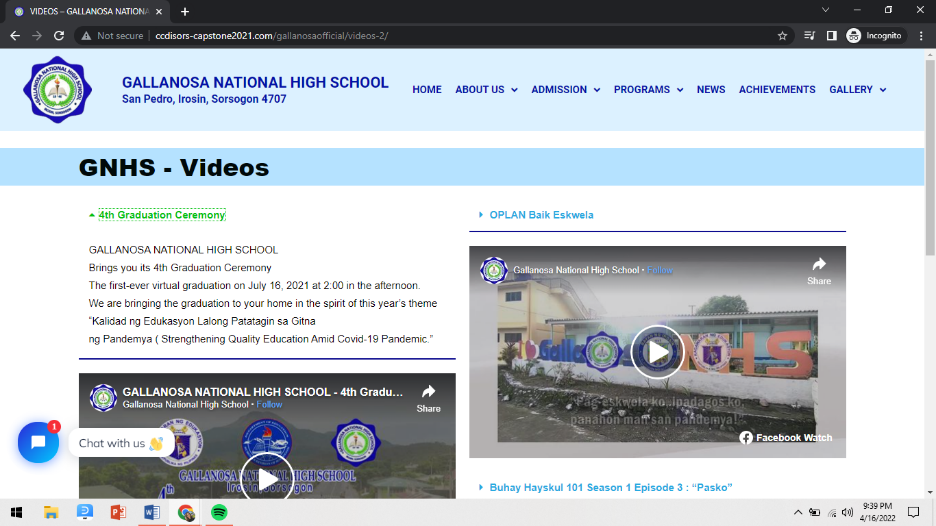 VIDEOS – GALLANOSA NATIONA
Not secure
ccdisors-capstone2021.com/gallanosaofficial/videos-2/
Incognito
GALLANOSA NATIONAL HIGH SCHOOL
San Pedro, Irosin, Sorsogon 4707
HOME
ABOUT US
ADMISSION
PROGRAMS
NEWS
ACHIEVEMENTS
GALLERY
GNHS - Videos
4th Graduation Ceremony
GALLANOSA NATIONAL HIGH SCHOOL
Brings you its 4th Graduation Ceremony
The first-ever virtual graduation on July 16, 2021 at 2:00 in the afternoon.
We are bringing the graduation to your home in the spirit of this year's theme
“Kalidad ng Edukasyon Lalong Patatagin sa Gitna
ng Pandemya ( Strengthening Quality Education Amid Covid-19 Pandemic.”
GALLANOSA NATIONAL HIGH SCHOOL - 4th Gradu...
Gallanosa National High School • Follow
Share
GALLANOSA NATIONAL HIGH SCHOOL
Irosin, Sorsogon
4th
1
Chat with us 👋
OPLAN Baik Eskwela
Gallanosa National High School • Follow
Share
NHS
Pag-eskwela ko, ipadagos ko,
panahon man san pandemya!
Facebook Watch
Buhay Hayskul 101 Season 1 Episode 3 : “Pasko”
9:39 PM
4/16/2022